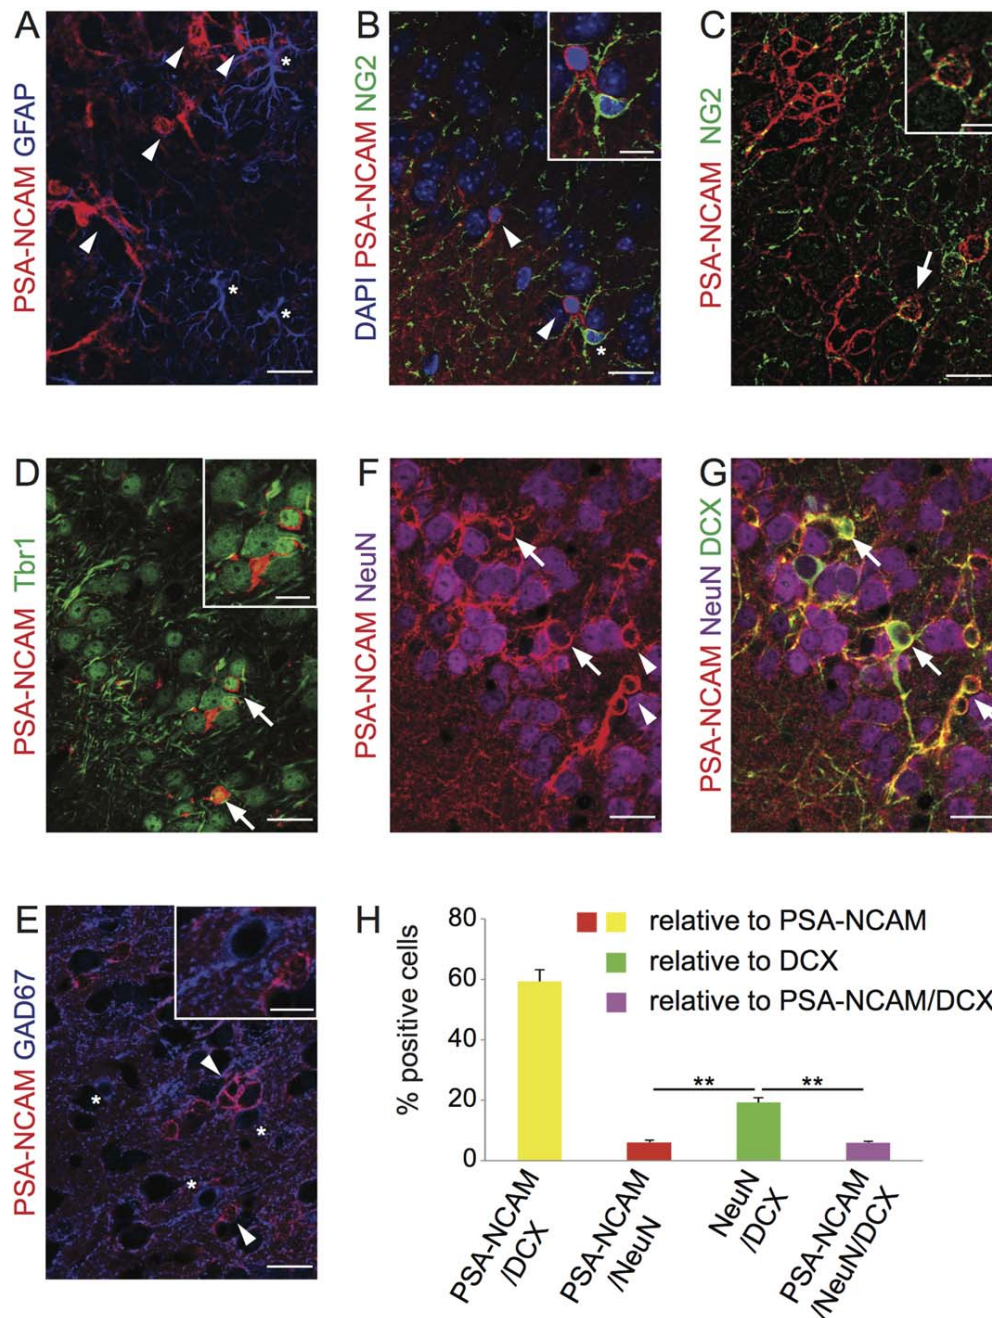 A
PSA-NCAM GFAP
*
*
*
B
DAPI PSA-NCAM NG2
*
C
PSA-NCAM NG2
D
PSA-NCAM Tbr1
F
PSA-NCAM NeuN
G
PSA-NCAM NeuN DCX
E
PSA-NCAM GAD67
*
*
*
H
% positive cells
80
60
40
20
0
relative to PSA-NCAM
relative to DCX
relative to PSA-NCAM/DCX
**
**
PSA-NCAM
/DCX
PSA-NCAM
/NeuN
NeuN
/DCX
PSA-NCAM
/NeuN/DCX